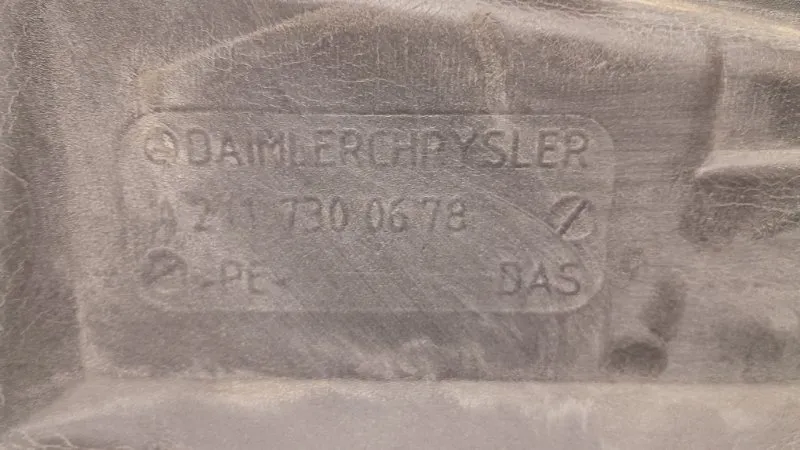 DAIMLERCHRYSLER
A 211 730 06 78
>PE< DAS